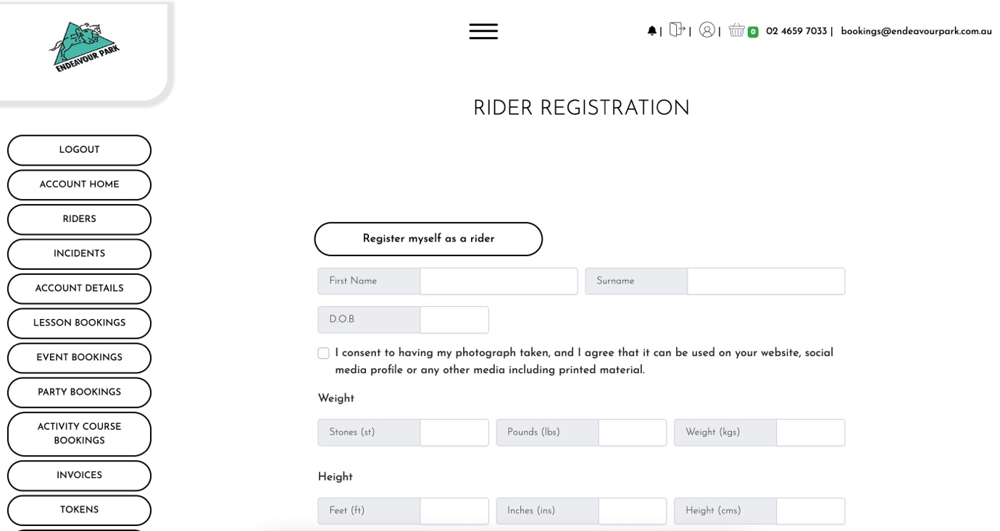 ENDEAVOUR PARK
| | | 0 02 4659 7033 | bookings@endeavourpark.com.au
RIDER REGISTRATION
LOGOUT
ACCOUNT HOME
RIDERS
INCIDENTS
ACCOUNT DETAILS
LESSON BOOKINGS
EVENT BOOKINGS
PARTY BOOKINGS
ACTIVITY COURSE
BOOKINGS
INVOICES
TOKENS
Register myself as a rider
First Name Surname
D.O.B
I consent to having my photograph taken, and I agree that it can be used on your website, social
media profile or any other media including printed material.
Weight
Stones (st) Pounds (lbs) Weight (kgs)
Height
Feet (ft) Inches (ins) Height (cms)